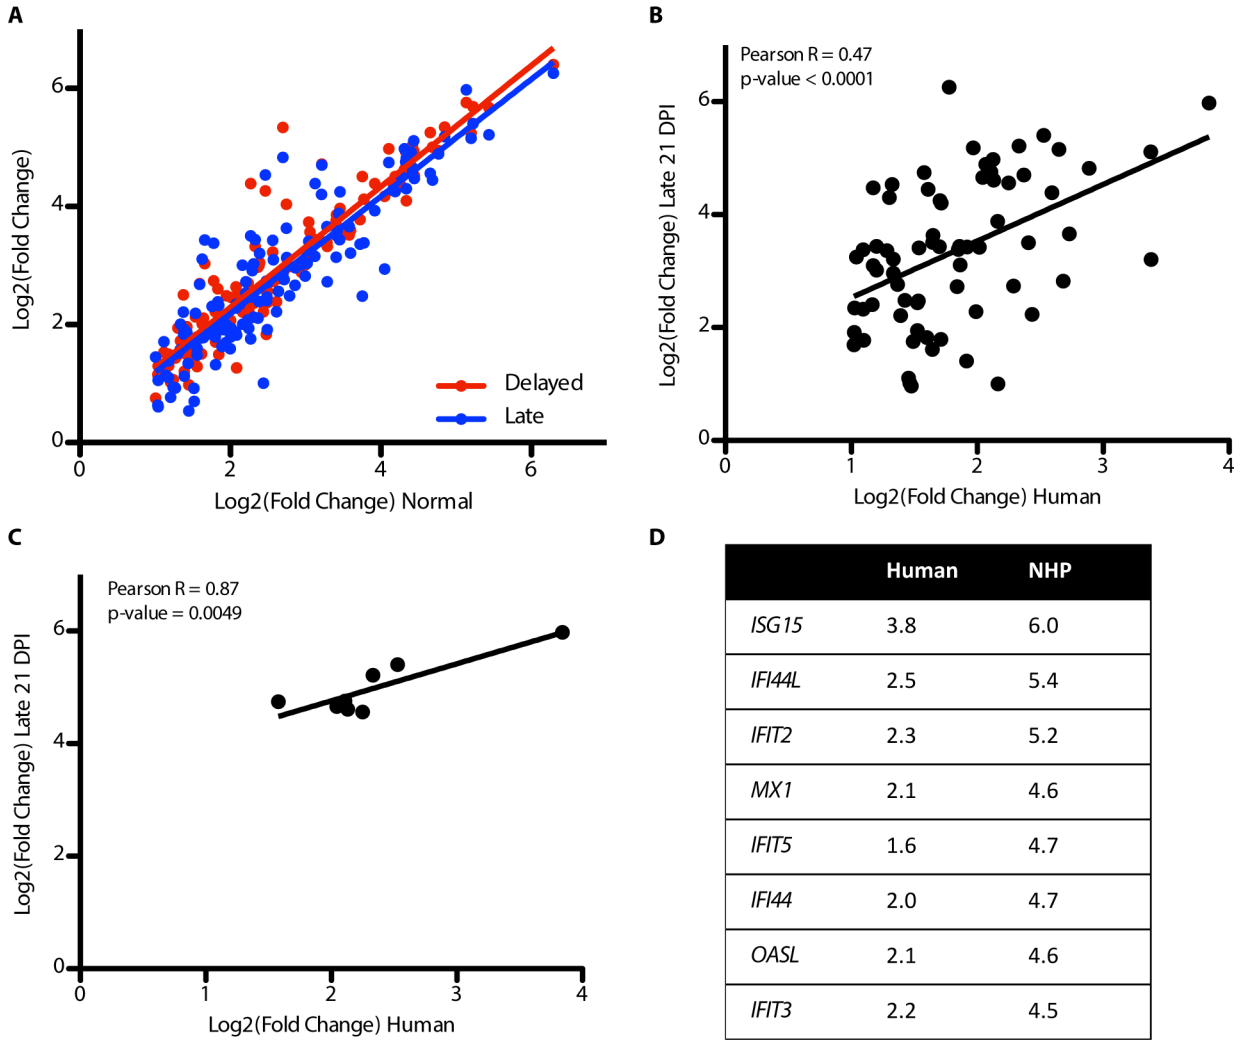 A
Log2(Fold Change)
6
4
2
0
0 2 4 6
Log2(Fold Change) Normal
Delayed
Late
B
Pearson R = 0.47
p-value < 0.0001
Log2(Fold Change) Late 21 DPI
6
4
2
0
0 1 2 3 4
Log2(Fold Change) Human
C
Pearson R = 0.87
p-value = 0.0049
Log2(Fold Change) Late 21 DPI
6
4
2
0
0 1 2 3 4
Log2(Fold Change) Human
D
Human NHP
ISG15 3.8 6.0
IFI44L 2.5 5.4
IFIT2 2.3 5.2
MX1 2.1 4.6
IFIT5 1.6 4.7
IFI44 2.0 4.7
OASL 2.1 4.6
IFIT3 2.2 4.5